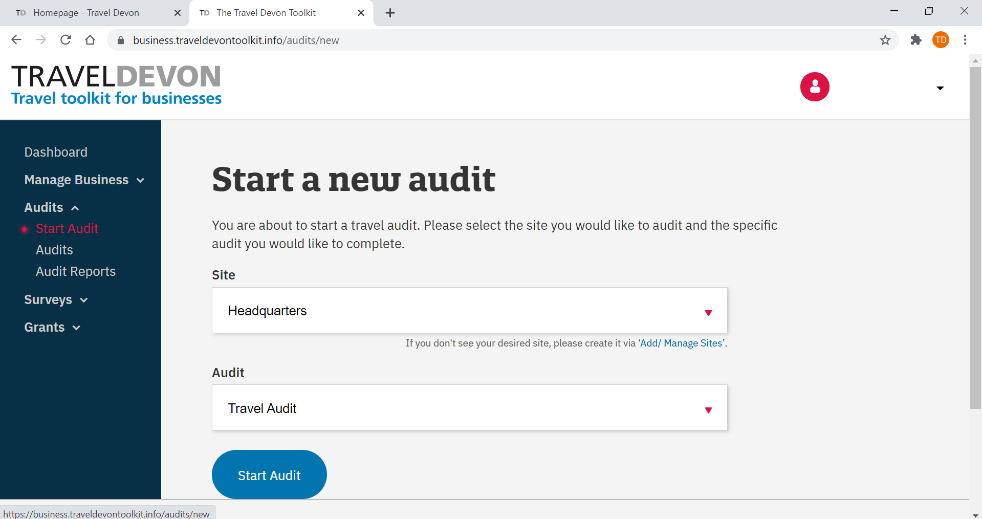 TD Homepage - Travel Devon
TD The Travel Devon Toolkit
business.traveldevontoolkit.info/audits/new
TD
TRAVELDEVON
Travel toolkit for businesses
Dashboard
Manage Business
Audits
Start Audit
Audits
Audit Reports
Surveys
Grants
Start a new audit
You are about to start a travel audit. Please select the site you would like to audit and the specific
audit you would like to complete.
Site
Headquarters
If you don't see your desired site, please create it via 'Add/ Manage Sites'.
Audit
Travel Audit
Start Audit
https://business.traveldevontoolkit.info/audits/new